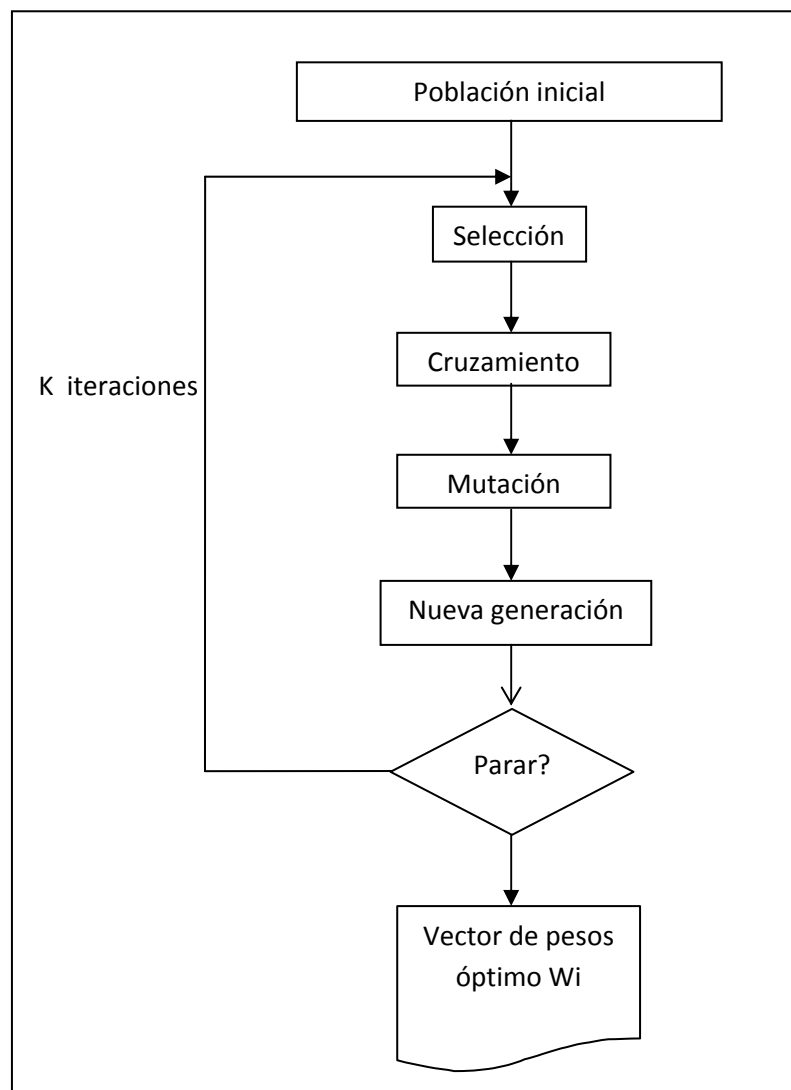 Población inicial
Selección
Cruzamiento
K iteraciones
Mutación
Nueva generación
Parar?
Vector de pesos
óptimo Wi